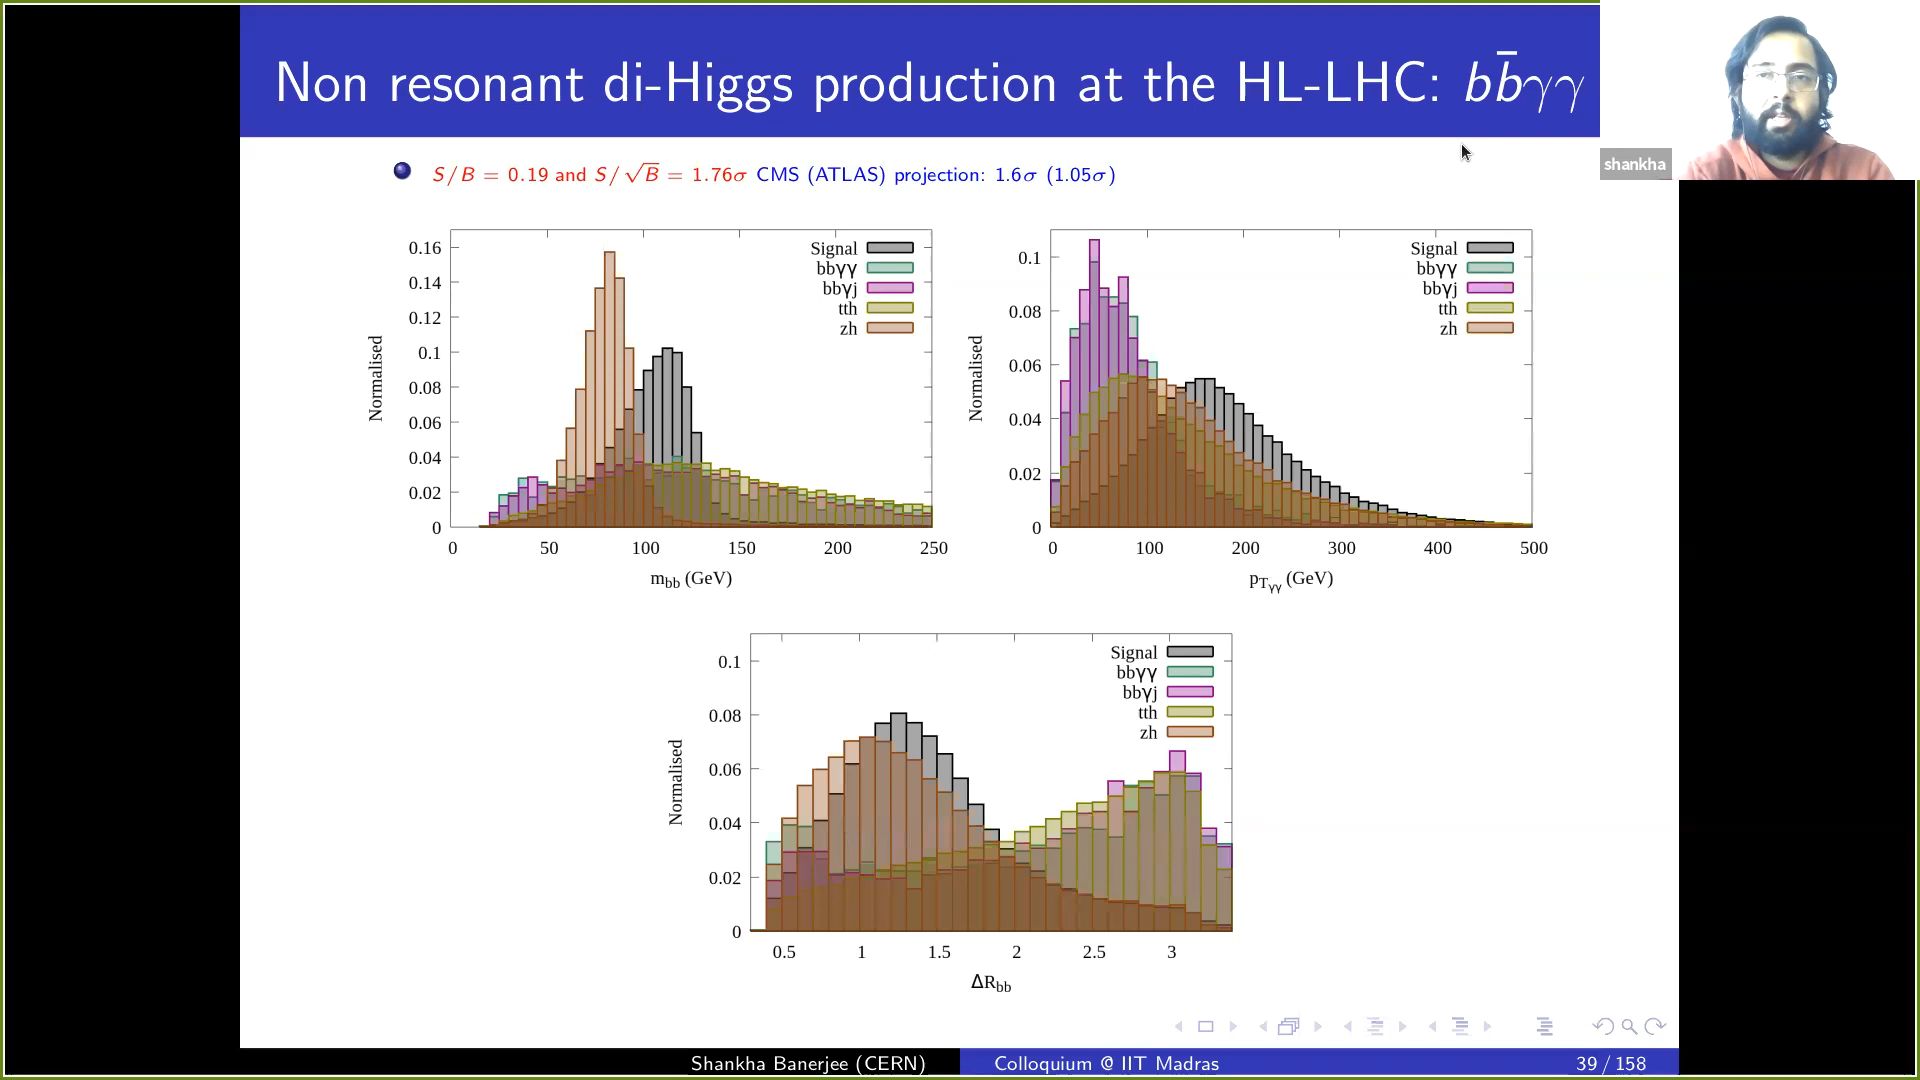 Non resonant di-Higgs production at the HL-LHC: bb̄γγ
shankha
S/B = 0.19 and S/√B = 1.76σ CMS (ATLAS) projection: 1.6σ (1.05σ)
0.16
0.14
0.12
0.1
0.08
0.06
0.04
0.02
0
Normalised
Signal
bbγγ
bbγj
tth
zh
0 50 100 150 200 250
m_bb (GeV)
0.1
0.08
0.06
0.04
0.02
0
Normalised
Signal
bbγγ
bbγj
tth
zh
0 100 200 300 400 500
p_Tγγ (GeV)
0.1
0.08
0.06
0.04
0.02
0
Normalised
Signal
bbγγ
bbγj
tth
zh
0.5 1 1.5 2 2.5 3
ΔR_bb
Shankha Banerjee (CERN) Colloquium @ IIT Madras 39 / 158